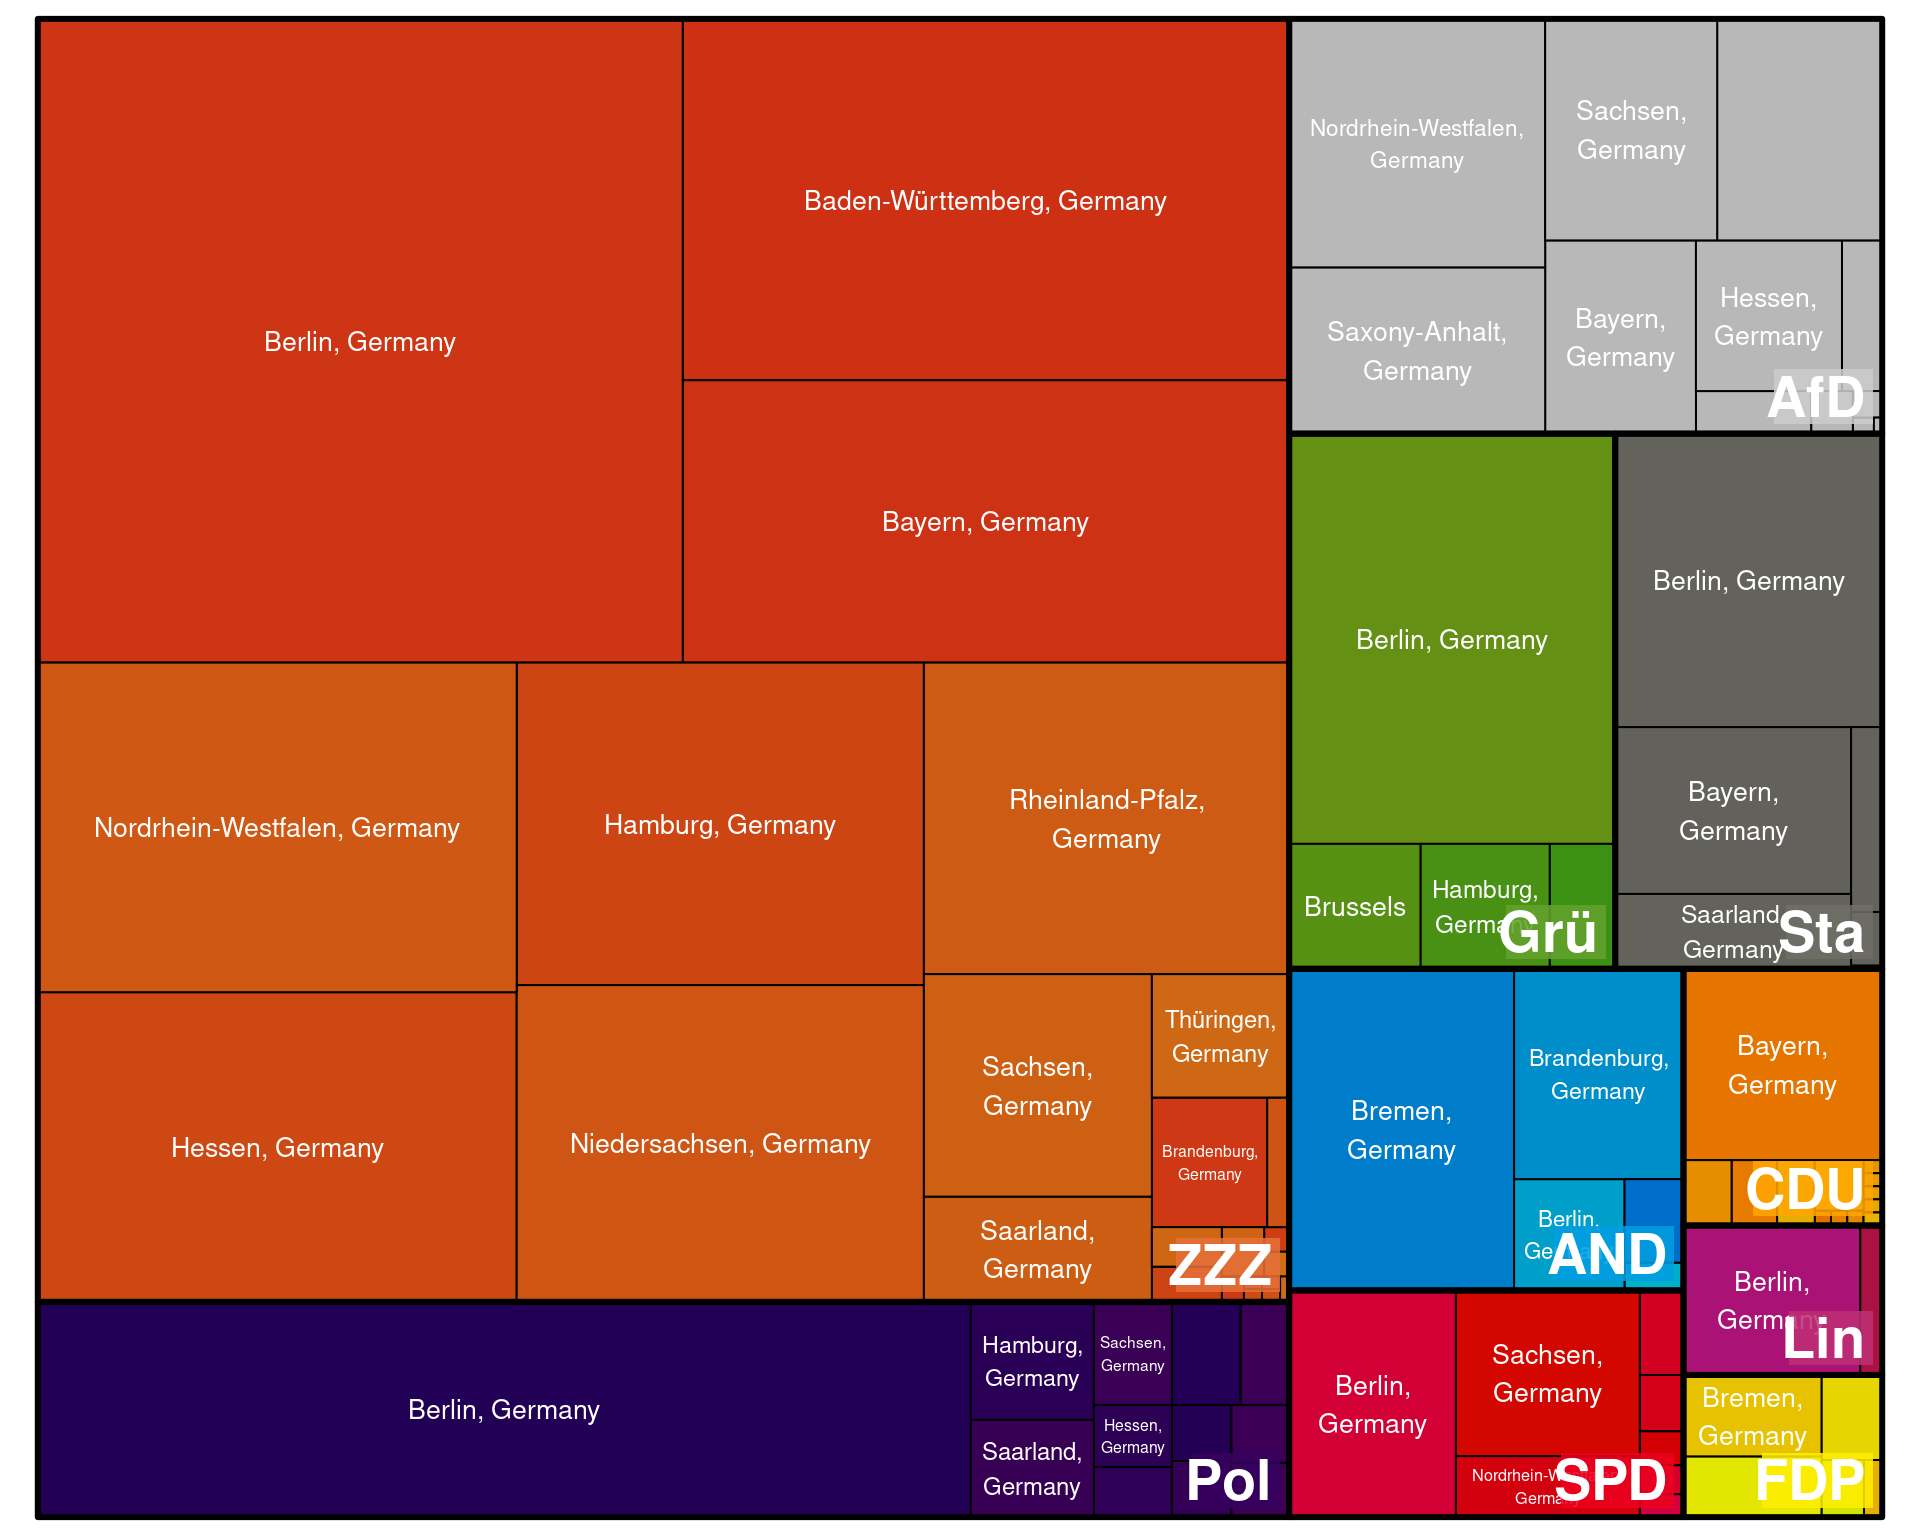 Berlin, Germany
Baden-Württemberg, Germany
Bayern, Germany
Nordrhein-Westfalen, Germany
Hamburg, Germany
Rheinland-Pfalz,
Germany
Hessen, Germany
Niedersachsen, Germany
Sachsen,
Germany
Saarland,
Germany
Thüringen,
Germany
Brandenburg,
Germany
ZZZ
Berlin, Germany
Hamburg,
Germany
Saarland,
Germany
Sachsen,
Germany
Hessen,
Germany
Pol
Nordrhein-Westfalen,
Germany
Saxony-Anhalt,
Germany
Sachsen,
Germany
Bayern,
Germany
Hessen,
Germany
AfD
Berlin, Germany
Brussels
Hamburg,
Germany
Grü
Berlin, Germany
Bayern,
Germany
Saarland
Germany
Sta
Bremen,
Germany
Brandenburg,
Germany
Berlin,
AND
Bayern,
Germany
CDU
Berlin,
Germany
Lin
Berlin,
Germany
Sachsen,
Germany
SPD
Bremen,
Germany
FDP